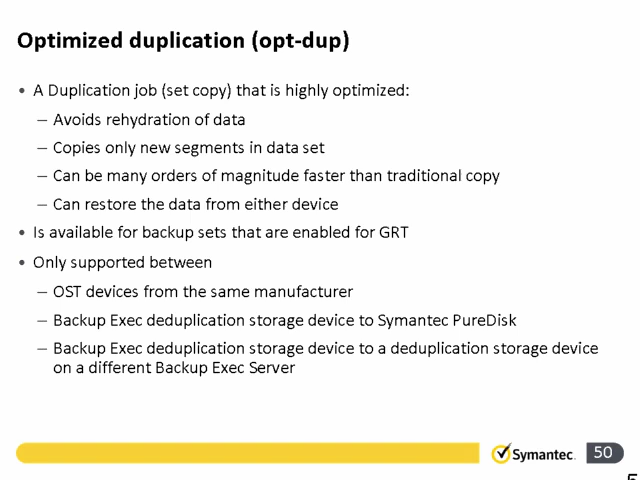 Optimized duplication (opt-dup)
• A Duplication job (set copy) that is highly optimized:
– Avoids rehydration of data
– Copies only new segments in data set
– Can be many orders of magnitude faster than traditional copy
– Can restore the data from either device
• Is available for backup sets that are enabled for GRT
• Only supported between
– OST devices from the same manufacturer
– Backup Exec deduplication storage device to Symantec PureDisk
– Backup Exec deduplication storage device to a deduplication storage device
on a different Backup Exec Server
Symantec. 50